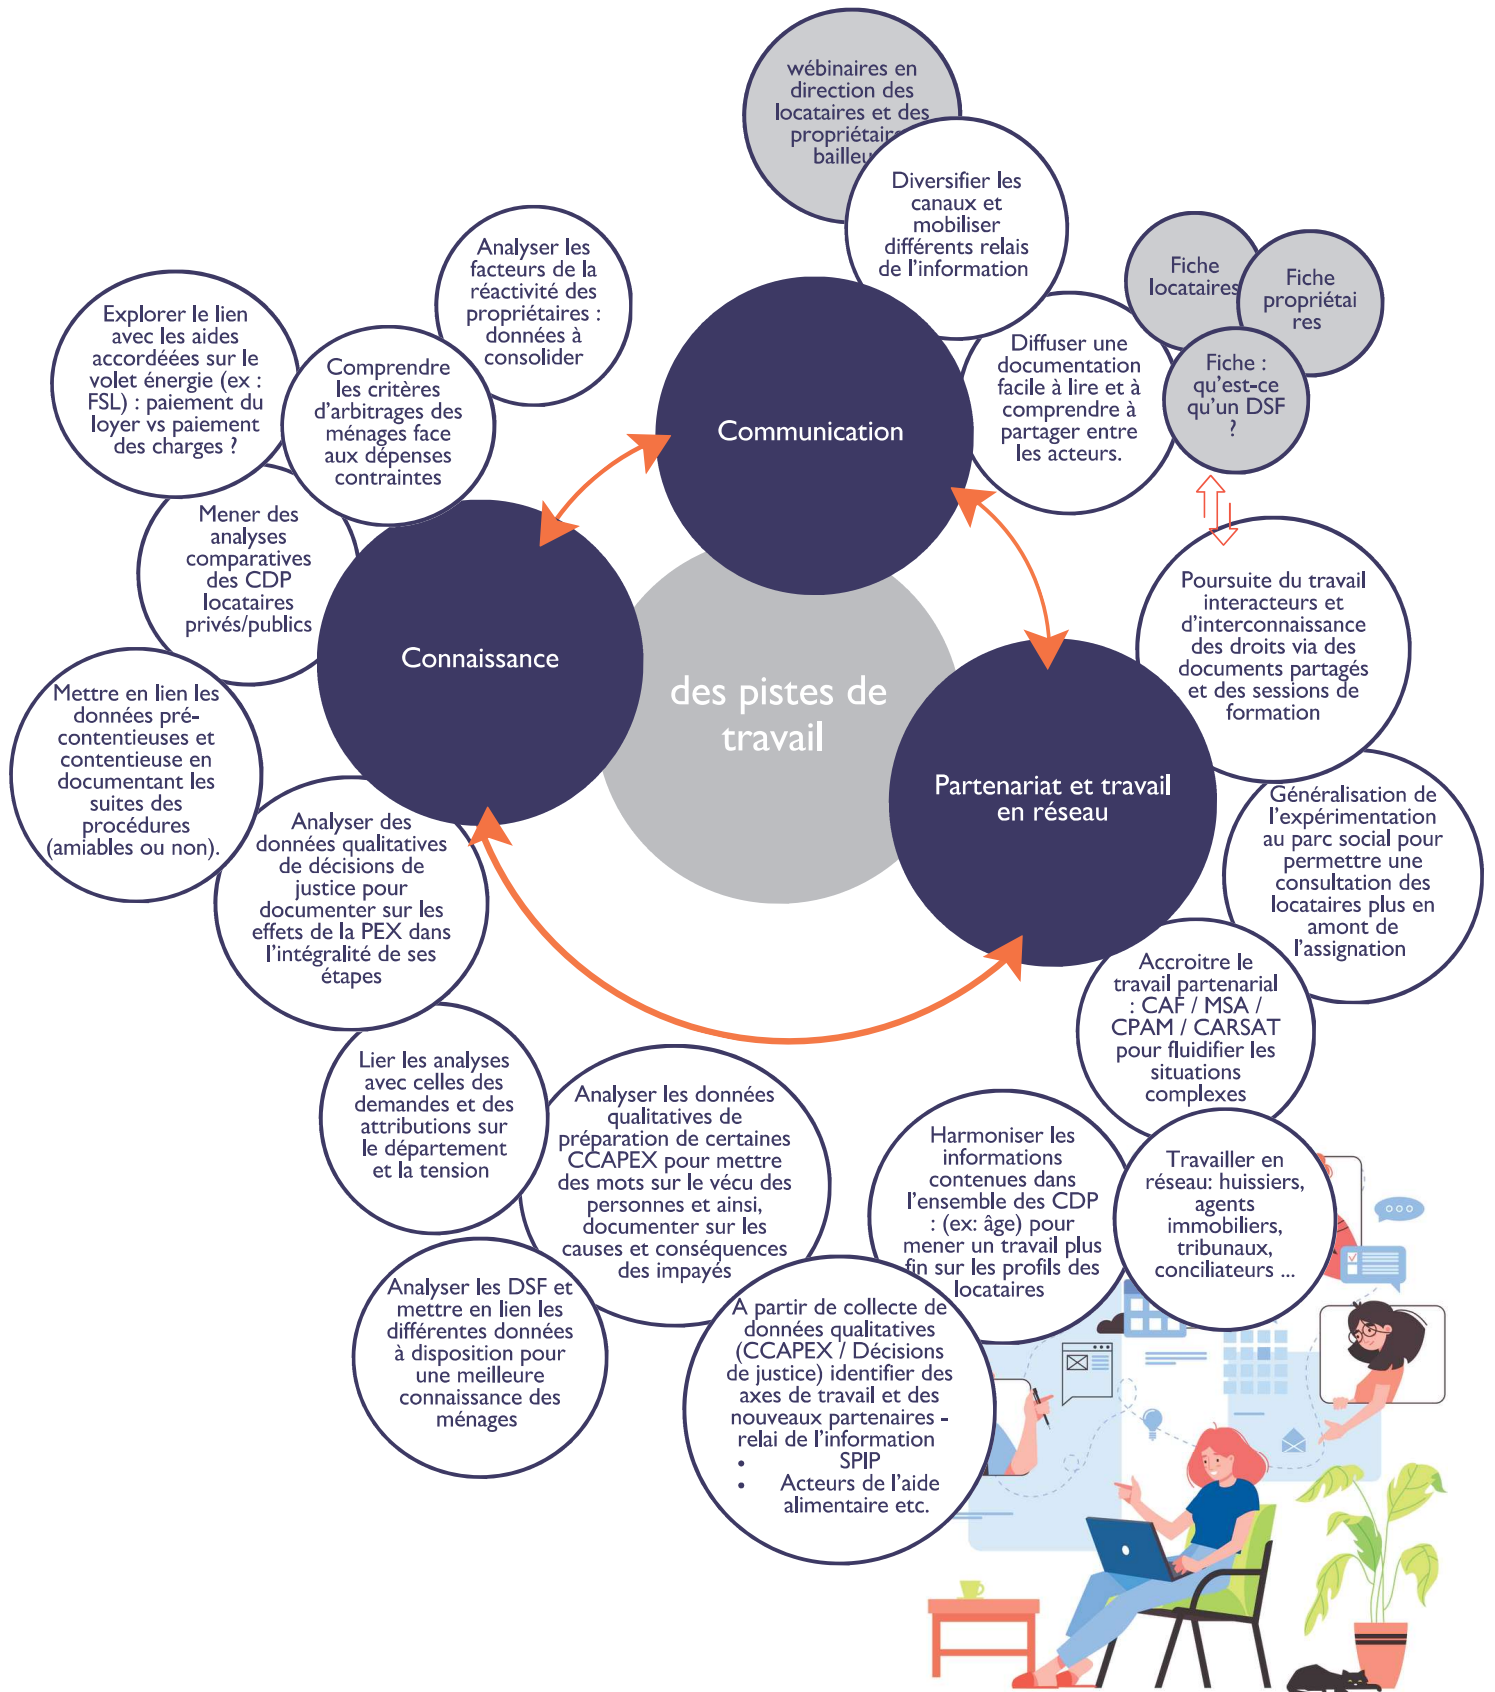 wébinaires en
direction des
locataires et des
propriétaire
bailleu
Diversifier les
canaux et
mobiliser
différents relais
de l'information
Fiche
locataires
Fiche
propriétai
res
Fiche :
qu'est-ce
qu'un DSF
?
Diffuser une
documentation
facile à lire et à
comprendre à
partager entre
les acteurs.
Communication
Analyser les
facteurs de la
réactivité des
propriétaires :
données à
consolider
Explorer le lien
avec les aides
accordéées sur le
volet énergie (ex :
FSL) : paiement du
loyer vs paiement
des charges ?
Comprendre
les critères
d'arbitrages des
ménages face
aux dépenses
contraintes
Mener des
analyses
comparatives
des CDP
locataires
privés/publics
Connaissance
des pistes de
travail
Partenariat et travail
en réseau
Poursuite du travail
interacteurs et
d'interconnaissance
des droits via des
documents partagés
et des sessions de
formation
Mettre en lien les
données pré-
contentieuses et
contentieuse en
documentant les
suites des
procédures
(amiables ou non).
Analyser des
données qualitatives
de décisions de
justice pour
documenter sur les
effets de la PEX dans
l'intégralité de ses
étapes
Généralisation de
l'expérimentation
au parc social pour
permettre une
consultation des
locataires plus en
amont de
l'assignation
Accroitre le
travail partenarial
: CAF / MSA /
CPAM / CARSAT
pour fluidifier les
situations
complexes
Lier les analyses
avec celles des
demandes et des
attributions sur
le département
et la tension
Analyser les données
qualitatives de
préparation de certaines
CCAPEX pour mettre
des mots sur le vécu des
personnes et ainsi,
documenter sur les
causes et conséquences
des impayés
Harmoniser les
informations
contenues dans
l'ensemble des CDP
: (ex: âge) pour
mener un travail plus
fin sur les profils des
locataires
Travailler en
réseau: huissiers,
agents
immobiliers,
tribunaux,
conciliateurs ...
Analyser les DSF et
mettre en lien les
différentes données
à disposition pour
une meilleure
connaissance des
ménages
A partir de collecte de
données qualitatives
(CCAPEX / Décisions
de justice) identifier des
axes de travail et des
nouveaux partenaires -
relai de l'information
• SPIP
• Acteurs de l'aide
alimentaire etc.